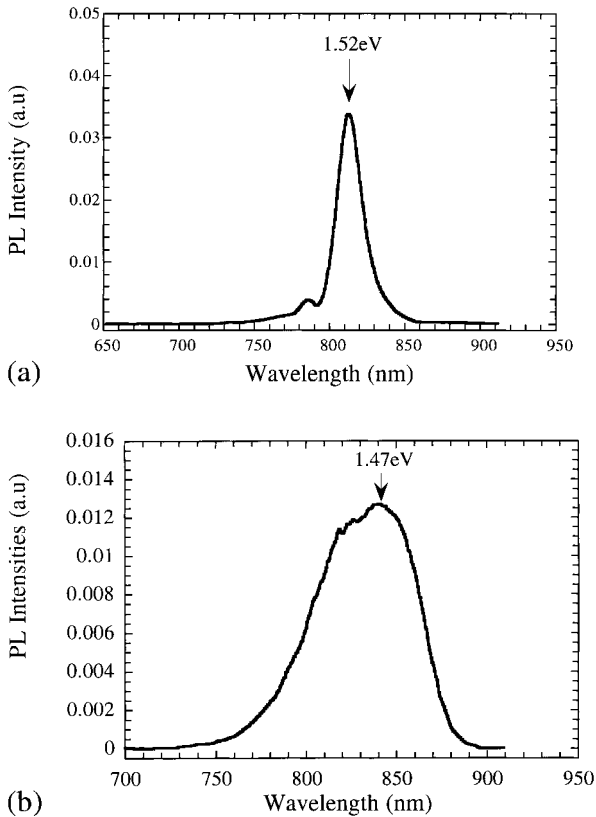 0.05
1.52eV
0.04
0.03
0.02
0.01
0
PL Intensity (a.u)
650 700 750 800 850 900 950
(a)
Wavelength (nm)
0.016
1.47eV
0.014
0.012
0.01
0.008
0.006
0.004
0.002
0
PL Intensities (a.u)
700 750 800 850 900 950
(b)
Wavelength (nm)